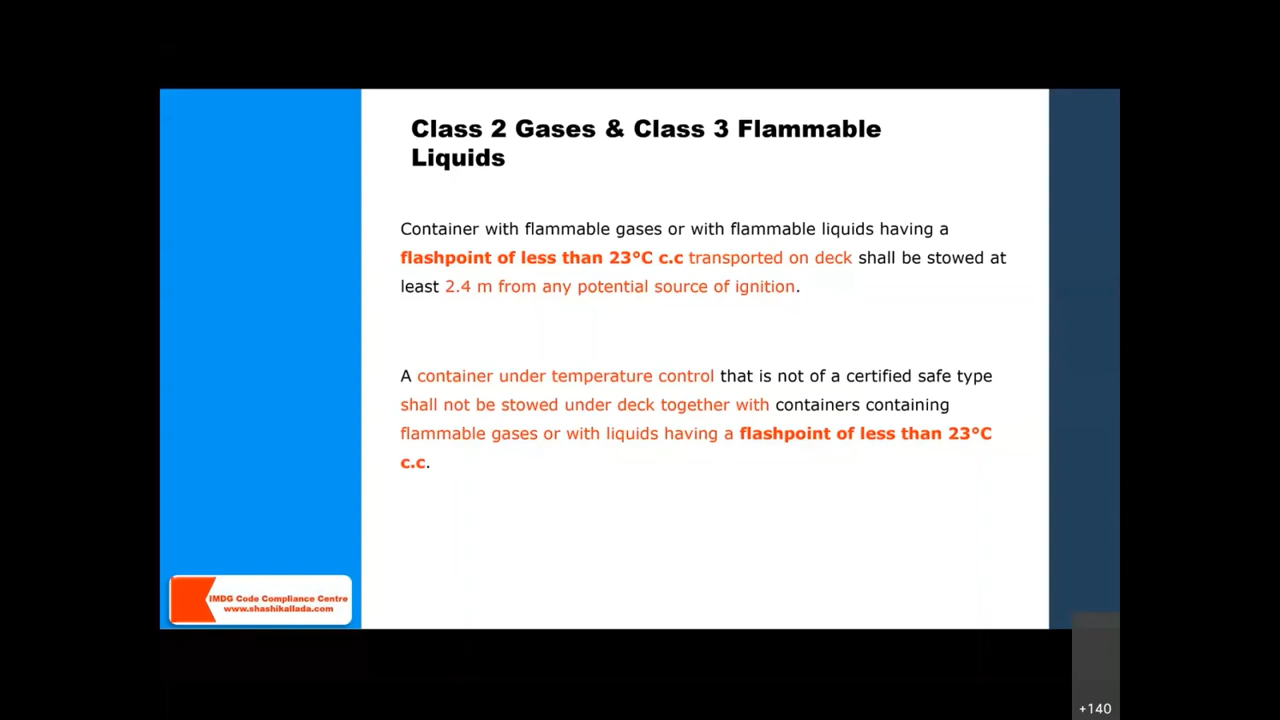 Class 2 Gases & Class 3 Flammable
Liquids
Container with flammable gases or with flammable liquids having a
flashpoint of less than 23°C c.c transported on deck shall be stowed at
least 2.4 m from any potential source of ignition.
A container under temperature control that is not of a certified safe type
shall not be stowed under deck together with containers containing
flammable gases or with liquids having a flashpoint of less than 23°C
c.c.
IMDG Code Compliance Centre
www.shashikallada.com
+140